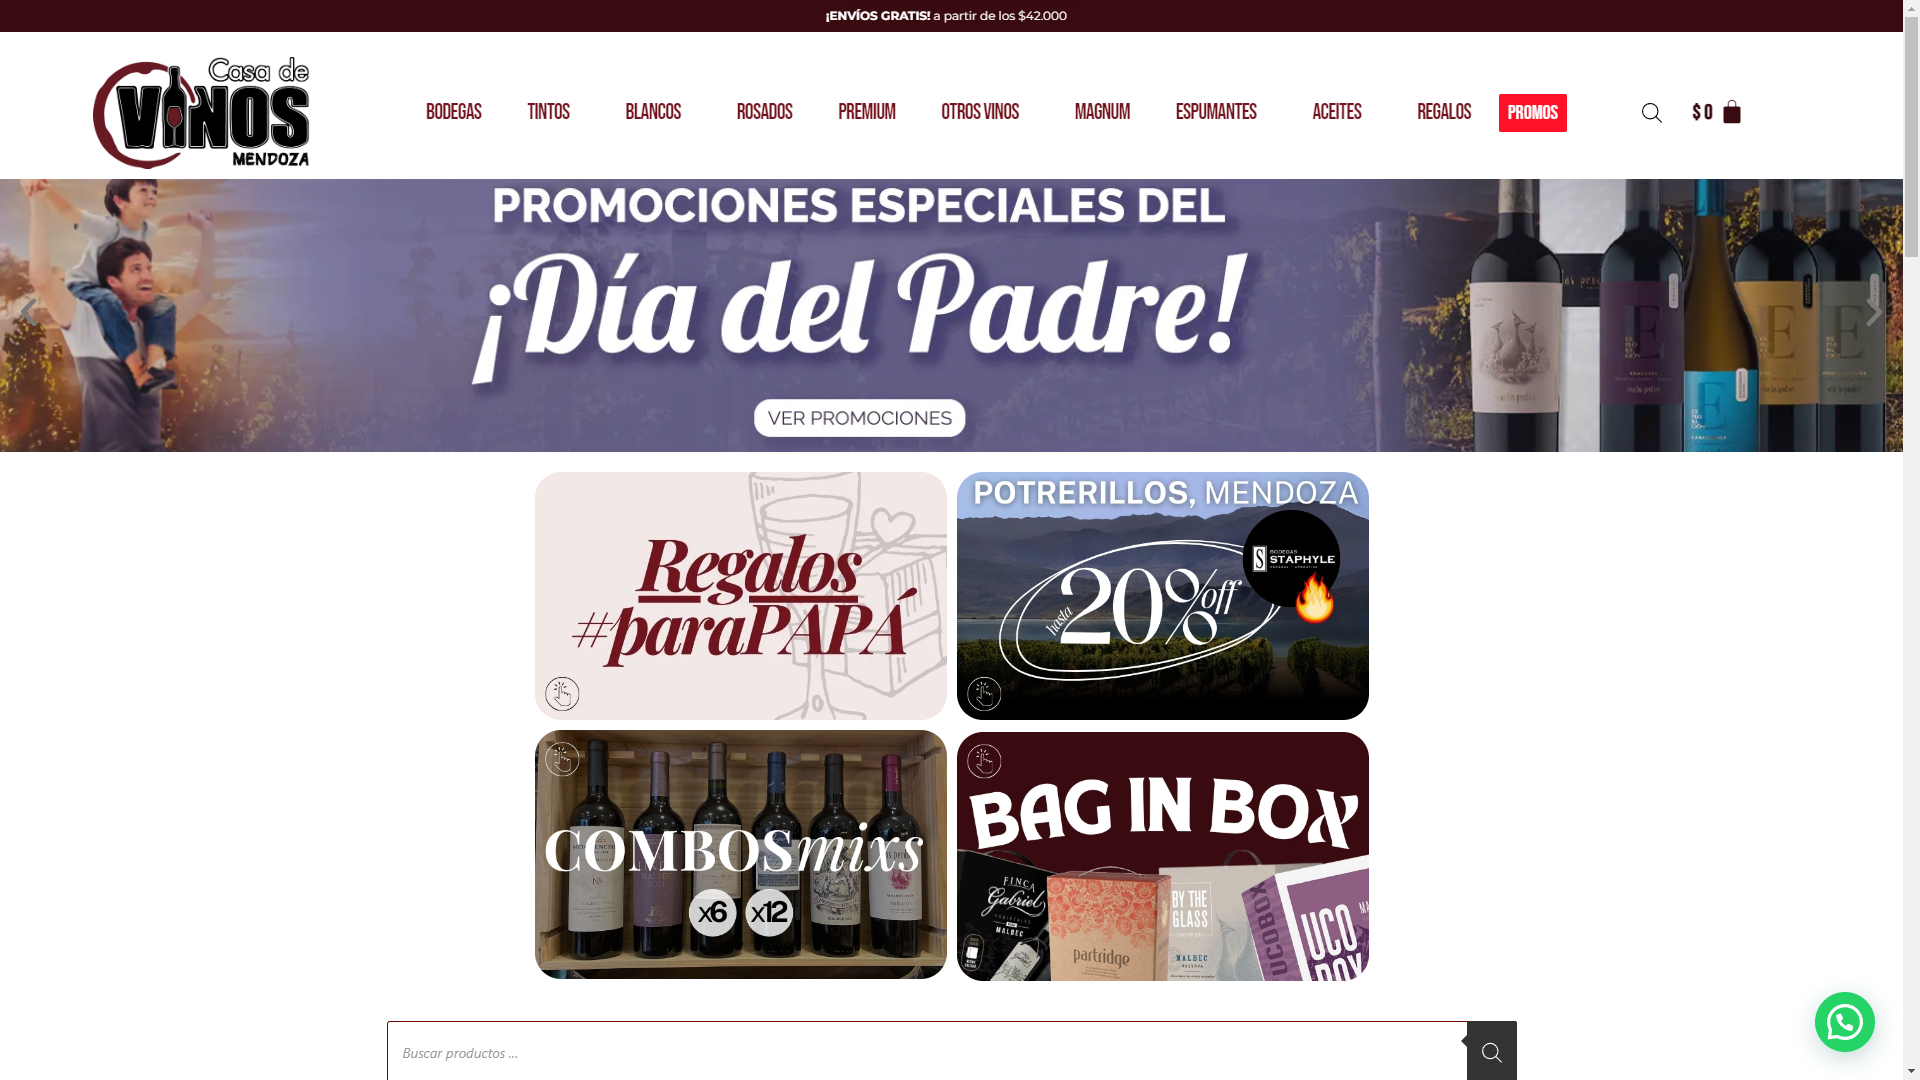 ¡ENVÍOS GRATIS! a partir de los $42.000
Casa de
VINOS
MENDOZA
BODEGAS
TINTOS
BLANCOS
ROSADOS
PREMIUM
OTROS VINOS
MAGNUM
ESPUMANTES
ACEITES
REGALOS
PROMOS
$ 0
PROMOCIONES ESPECIALES DEL
¡Día del Padre!
VER PROMOCIONES
Regalos
#paraPAPÁ
POTRERILLOS, MENDOZA
BODEGAS
STAPHYLE
hasta 20% off
COMBOSmixs
x6 x12
BAG IN BOX
FINCA
Gabriel
MALBEC
partridge
BY THE
GLASS
MALBEC
RESERVA
UCOBOX
UCO
BOX
Buscar productos ...